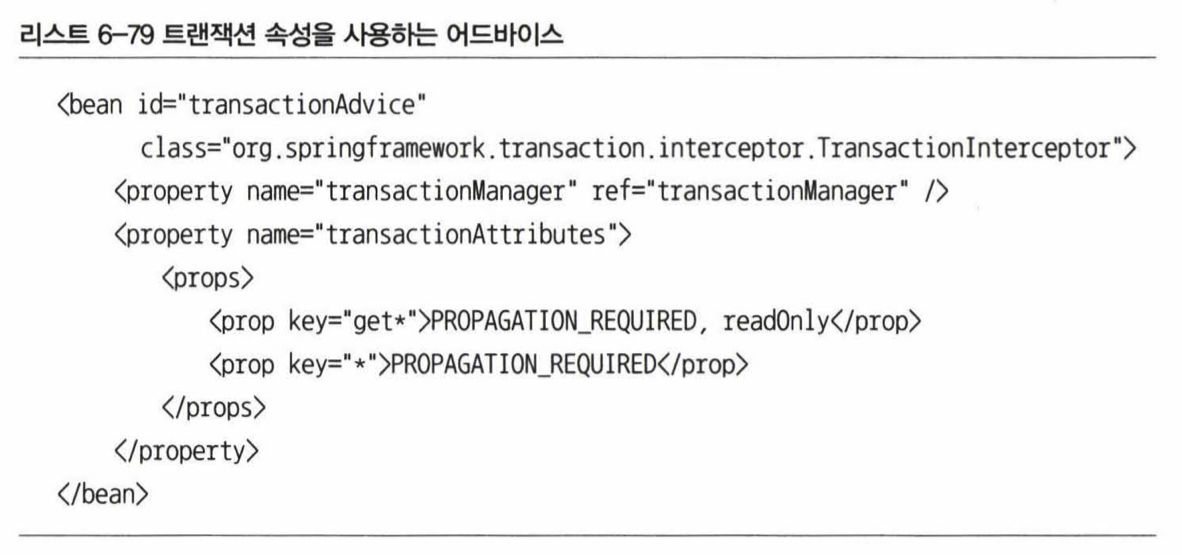 리스트 6-79 트랜잭션 속성을 사용하는 어드바이스
<bean id="transactionAdvice"
class="org.springframework.transaction.interceptor.TransactionInterceptor">
<property name="transactionManager" ref="transactionManager" />
<property name="transactionAttributes">
<props>
<prop key="get*">PROPAGATION_REQUIRED, readOnly</prop>
<prop key="*">PROPAGATION_REQUIRED</prop>
</props>
</property>
</bean>